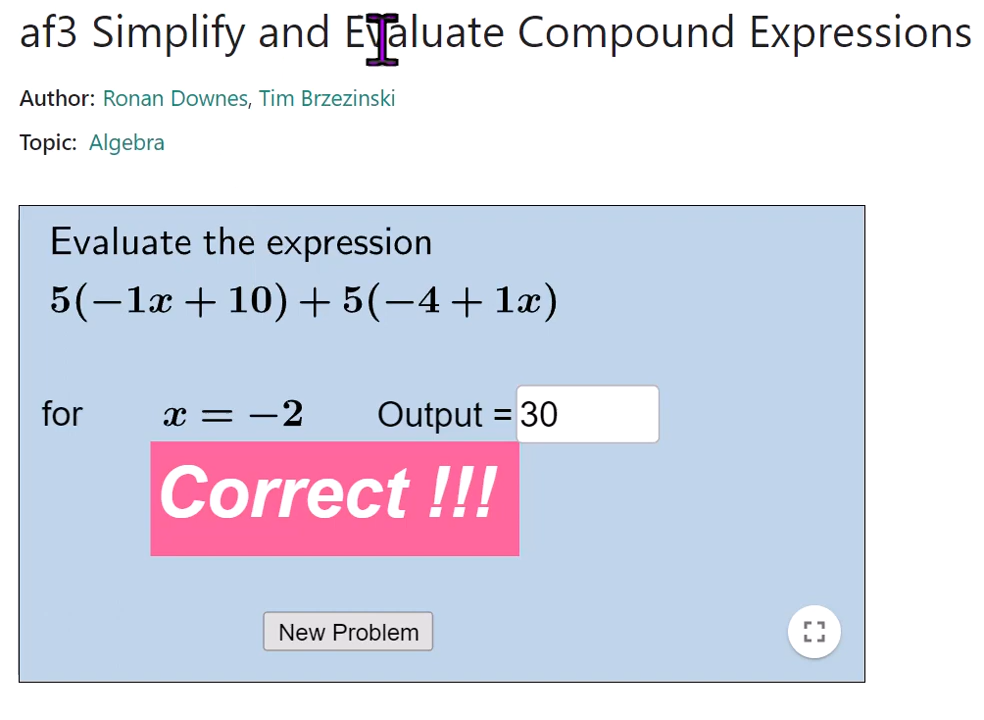 af3 Simplify and Evaluate Compound Expressions
Author: Ronan Downes, Tim Brzezinski
Topic: Algebra
Evaluate the expression
5(−1x + 10) + 5(−4 + 1x)
for x = −2 Output = 30
Correct !!!
New Problem